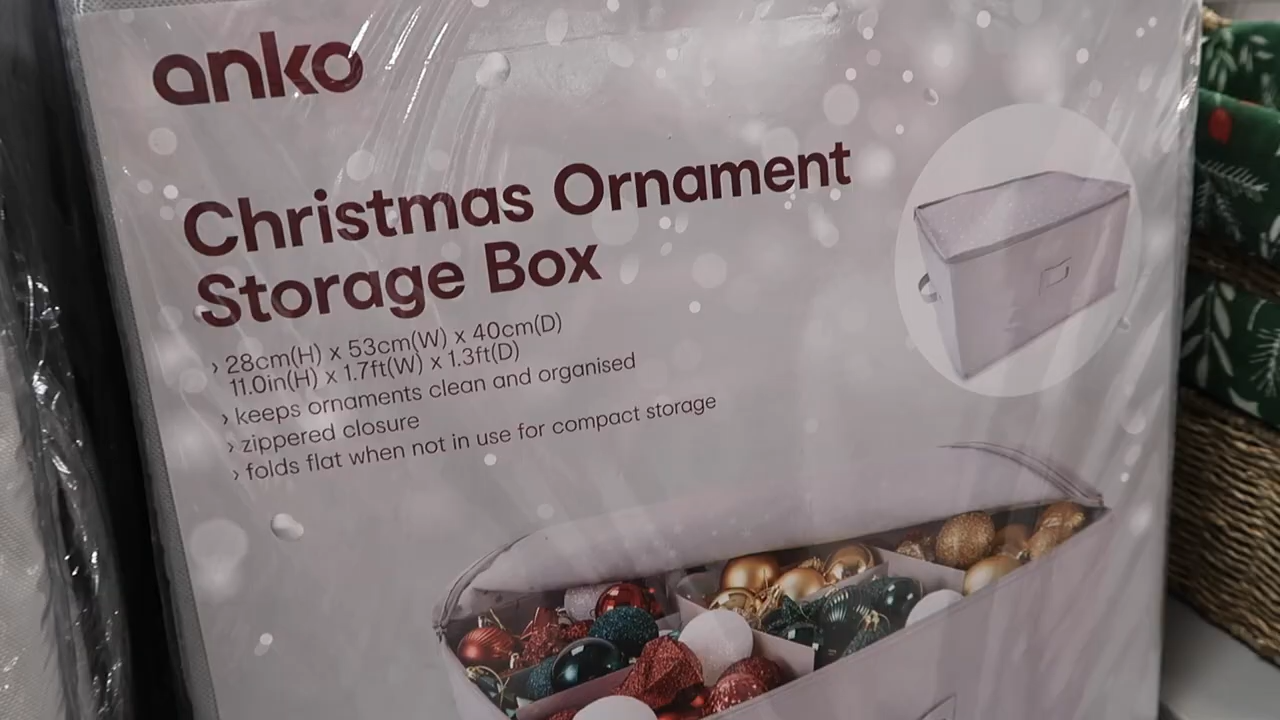 anko
Christmas Ornament
Storage Box
› 28cm(H) x 53cm(W) x 40cm(D)
11.0in(H) x 1.7ft(W) x 1.3ft(D)
› keeps ornaments clean and organised
› zippered closure
› folds flat when not in use for compact storage